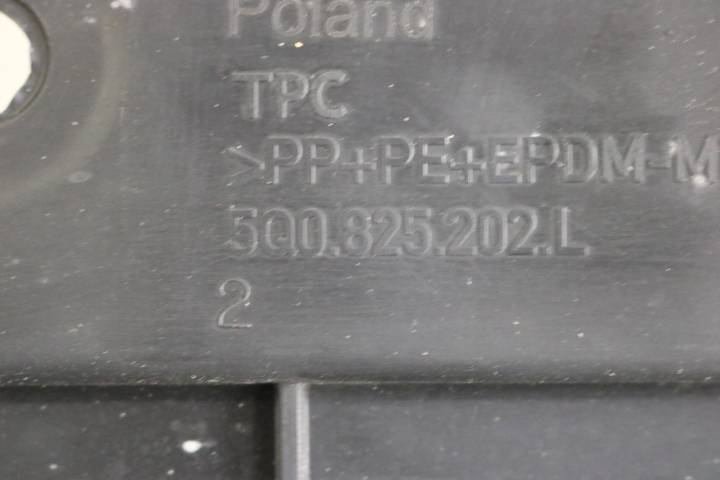 Poland
TPC
>PP+PE+EPDM-M
5Q0.825.202.L
2